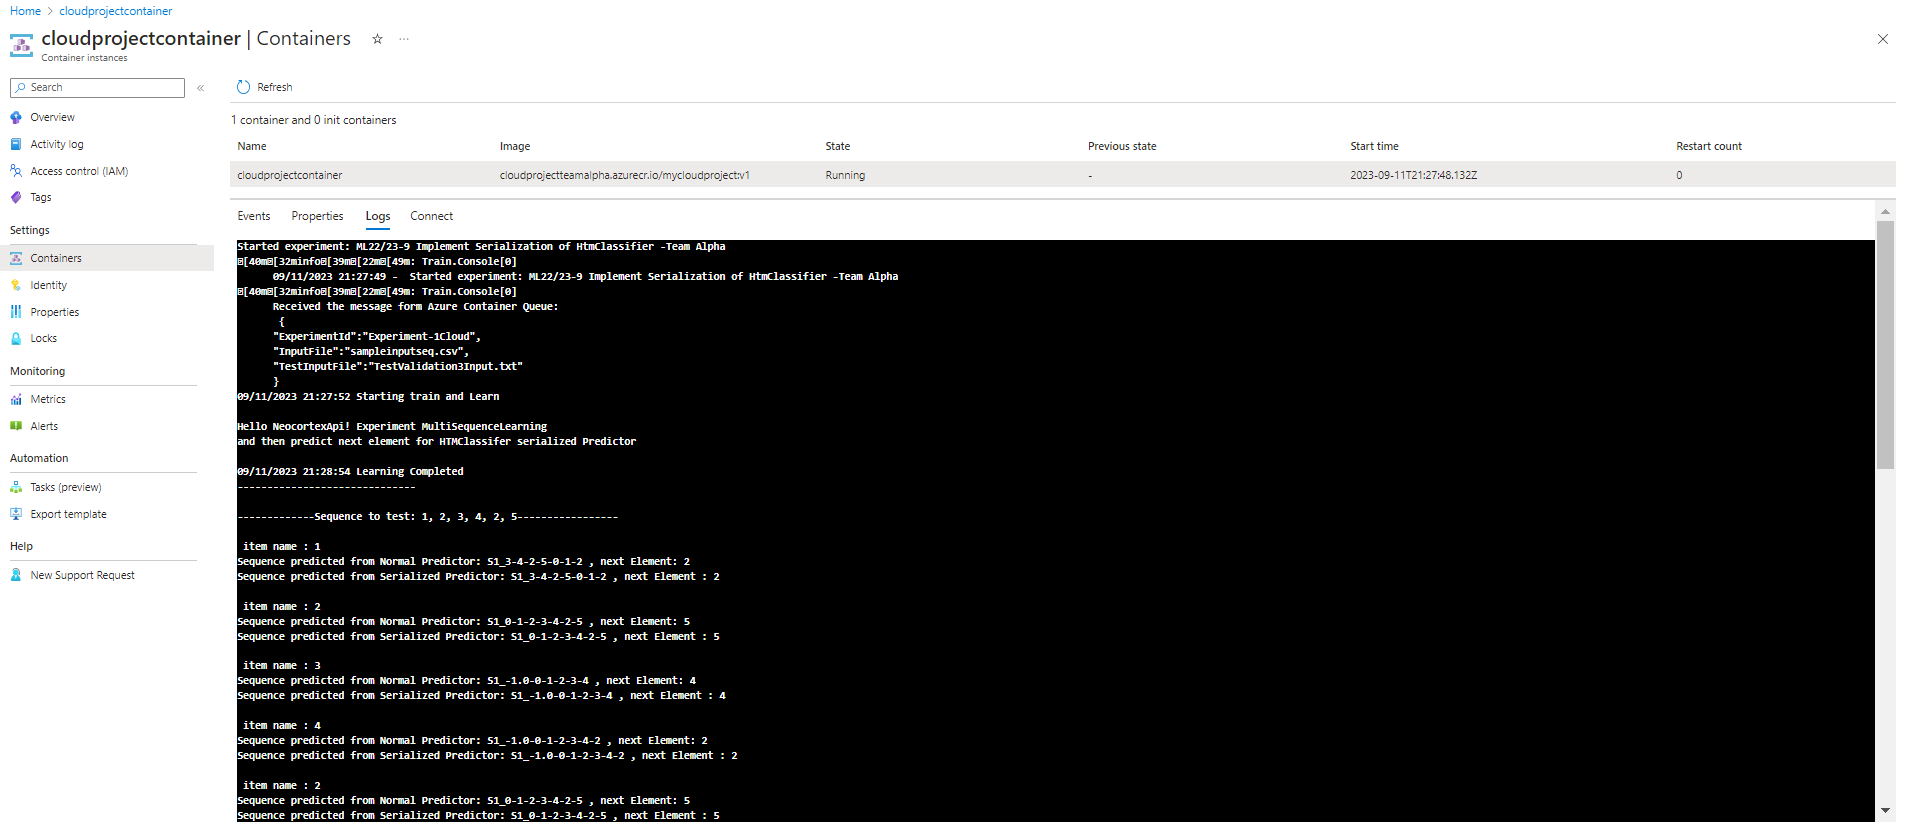 Home > cloudprojectcontainer
cloudprojectcontainer | Containers
Container instances
Search
Overview
Activity log
Access control (IAM)
Tags
Settings
Containers
Identity
Properties
Locks
Monitoring
Metrics
Alerts
Automation
Tasks (preview)
Export template
Help
New Support Request
Refresh
1 container and 0 init containers
Name Image State Previous state Start time Restart count
cloudprojectcontainer cloudprojectteamalpha.azurecr.io/mycloudproject:v1 Running - 2023-09-11T21:27:48.132Z 0
Events Properties Logs Connect
Started experiment: ML22/23-9 Implement Serialization of HtmClassifier -Team Alpha
[40m[32minfo[39m[22m[49m: Train.Console[0]
09/11/2023 21:27:49 - Started experiment: ML22/23-9 Implement Serialization of HtmClassifier -Team Alpha
[40m[32minfo[39m[22m[49m: Train.Console[0]
Received the message form Azure Container Queue:
{
"ExperimentId":"Experiment-1Cloud",
"InputFile":"sampleinputseq.csv",
"TestInputFile":"TestValidation3Input.txt"
}
09/11/2023 21:27:52 Starting train and Learn
Hello NeocortexApi! Experiment MultiSequenceLearning
and then predict next element for HTMClassifer serialized Predictor
09/11/2023 21:28:54 Learning Completed
------------------------------
-------------Sequence to test: 1, 2, 3, 4, 2, 5-----------------
item name : 1
Sequence predicted from Normal Predictor: S1_3-4-2-5-0-1-2 , next Element: 2
Sequence predicted from Serialized Predictor: S1_3-4-2-5-0-1-2 , next Element : 2
item name : 2
Sequence predicted from Normal Predictor: S1_0-1-2-3-4-2-5 , next Element: 5
Sequence predicted from Serialized Predictor: S1_0-1-2-3-4-2-5 , next Element : 5
item name : 3
Sequence predicted from Normal Predictor: S1_-1.0-0-1-2-3-4 , next Element: 4
Sequence predicted from Serialized Predictor: S1_-1.0-0-1-2-3-4 , next Element : 4
item name : 4
Sequence predicted from Normal Predictor: S1_-1.0-0-1-2-3-4-2 , next Element: 2
Sequence predicted from Serialized Predictor: S1_-1.0-0-1-2-3-4-2 , next Element : 2
item name : 2
Sequence predicted from Normal Predictor: S1_0-1-2-3-4-2-5 , next Element: 5
Sequence predicted from Serialized Predictor: S1_0-1-2-3-4-2-5 , next Element : 5